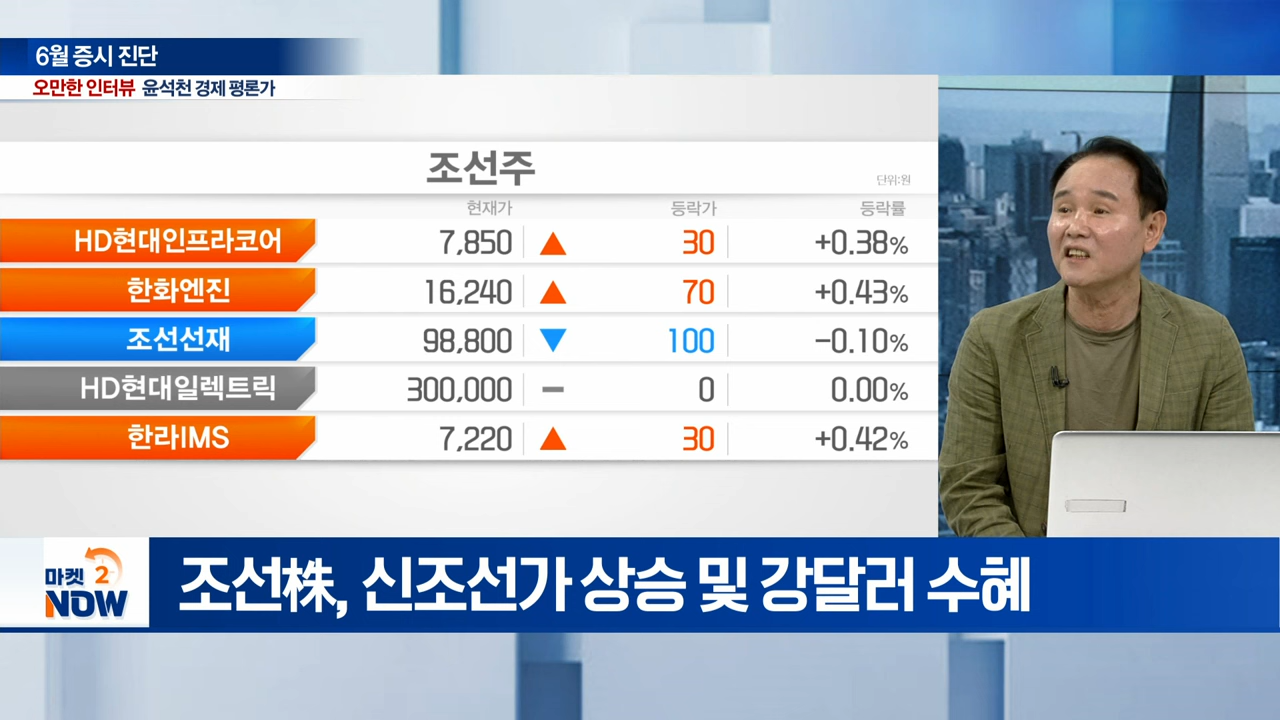 6월 증시 진단
오만한 인터뷰 윤석천 경제 평론가
조선주
단위:원
현재가 등락가 등락률
HD현대인프라코어 7,850 ▲ 30 +0.38%
한화엔진 16,240 ▲ 70 +0.43%
조선선재 98,800 ▼ 100 -0.10%
HD현대일렉트릭 300,000 - 0 0.00%
한라IMS 7,220 ▲ 30 +0.42%
마켓 2
NOW
조선株, 신조선가 상승 및 강달러 수혜